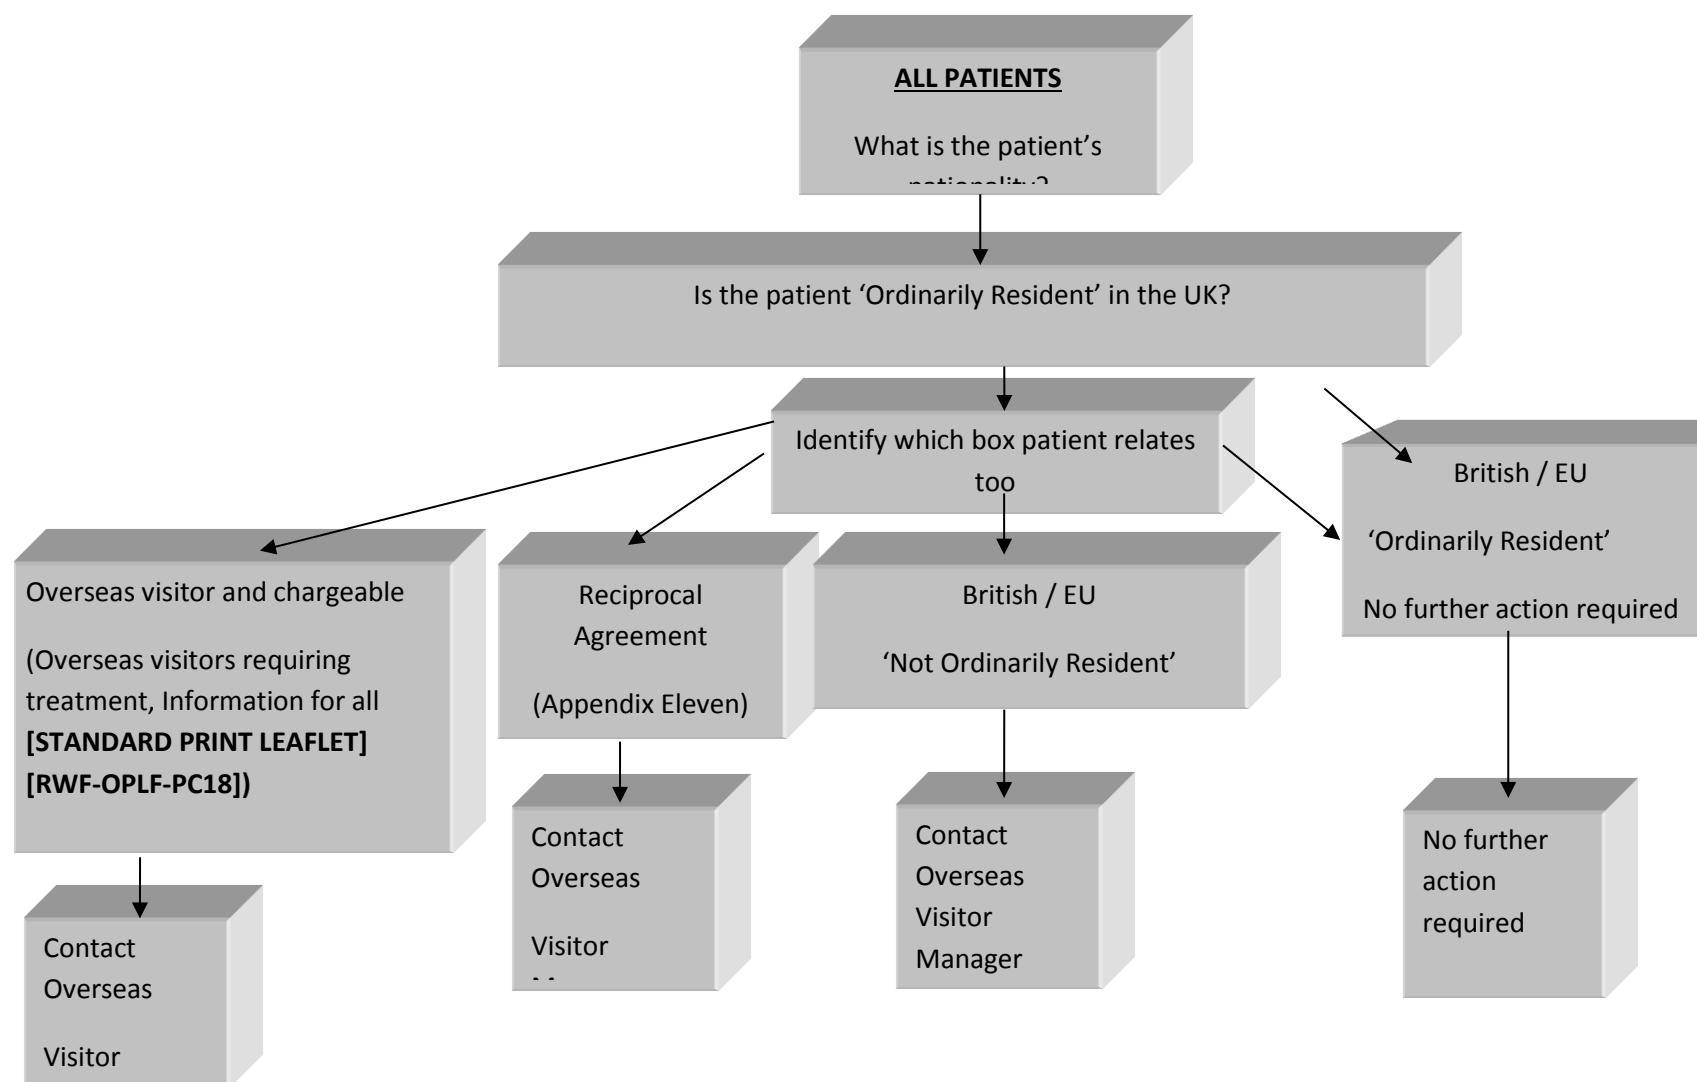 ALL PATIENTS
What is the patient’s
nationality?
Is the patient ‘Ordinarily Resident’ in the UK?
Identify which box patient relates
too
British / EU
‘Ordinarily Resident’
No further action required
Overseas visitor and chargeable
(Overseas visitors requiring
treatment, Information for all
[STANDARD PRINT LEAFLET]
[RWF-OPLF-PC18])
Reciprocal
Agreement
(Appendix Eleven)
British / EU
‘Not Ordinarily Resident’
Contact
Overseas
Visitor
Contact
Overseas
Visitor
Contact
Overseas
Visitor
Manager
No further
action
required